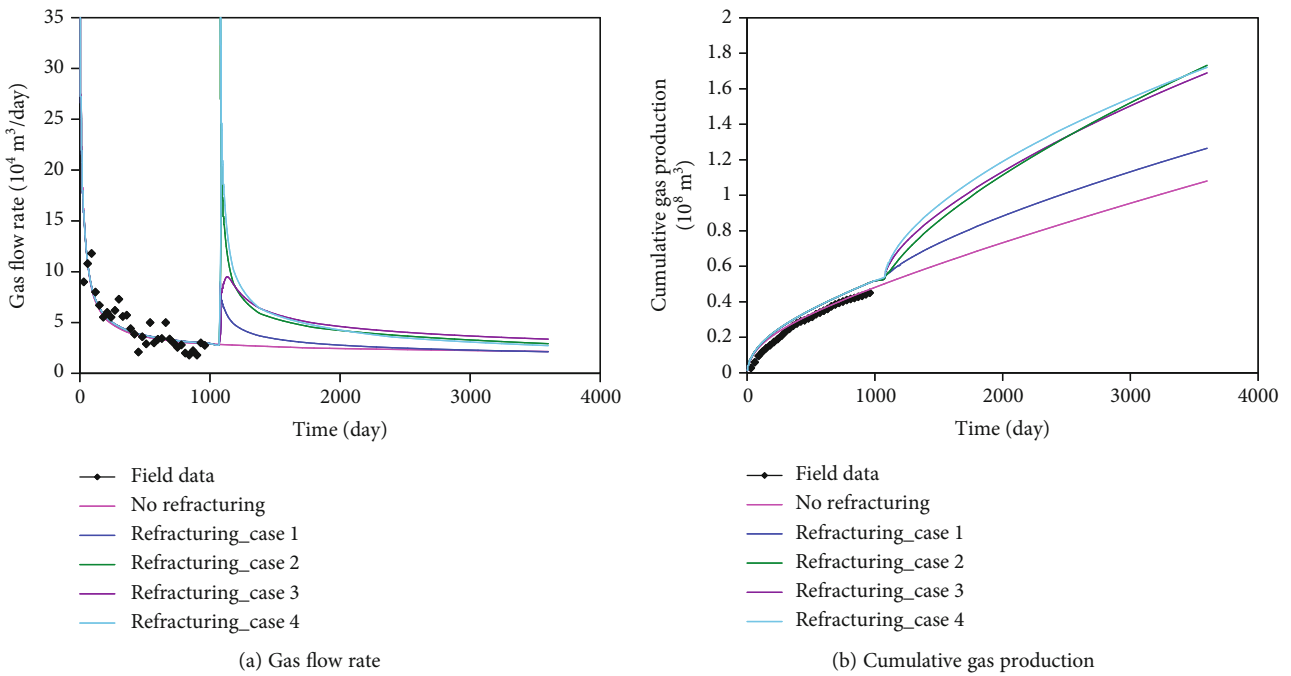 35
30
25
20
15
10
5
0
Gas flow rate (10⁴ m³/day)
0 1000 2000 3000 4000
Time (day)
Field data
No refracturing
Refracturing_case 1
Refracturing_case 2
Refracturing_case 3
Refracturing_case 4
(a) Gas flow rate
2
1.8
1.6
1.4
1.2
1
0.8
0.6
0.4
0.2
0
Cumulative gas production
(10⁸ m³)
0 1000 2000 3000 4000
Time (day)
Field data
No refracturing
Refracturing_case 1
Refracturing_case 2
Refracturing_case 3
Refracturing_case 4
(b) Cumulative gas production